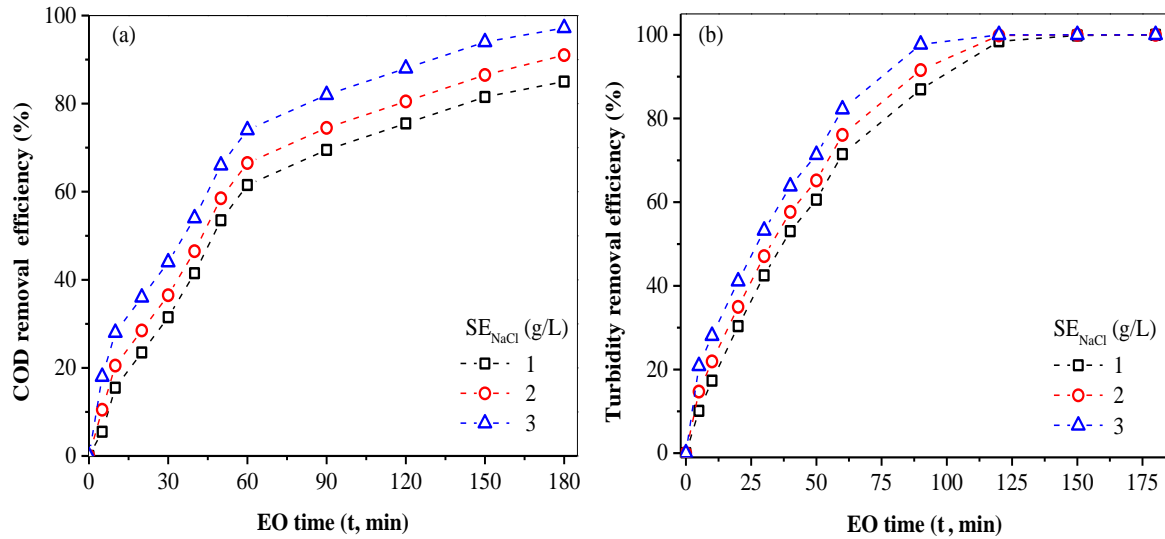 (a)
COD removal efficiency (%)
100
80
60
40
20
0
SE_NaCl (g/L)
1
2
3
0 30 60 90 120 150 180
EO time (t, min)
(b)
Turbidity removal efficiency (%)
100
80
60
40
20
0
SE_NaCl (g/L)
1
2
3
0 25 50 75 100 125 150 175
EO time (t , min)